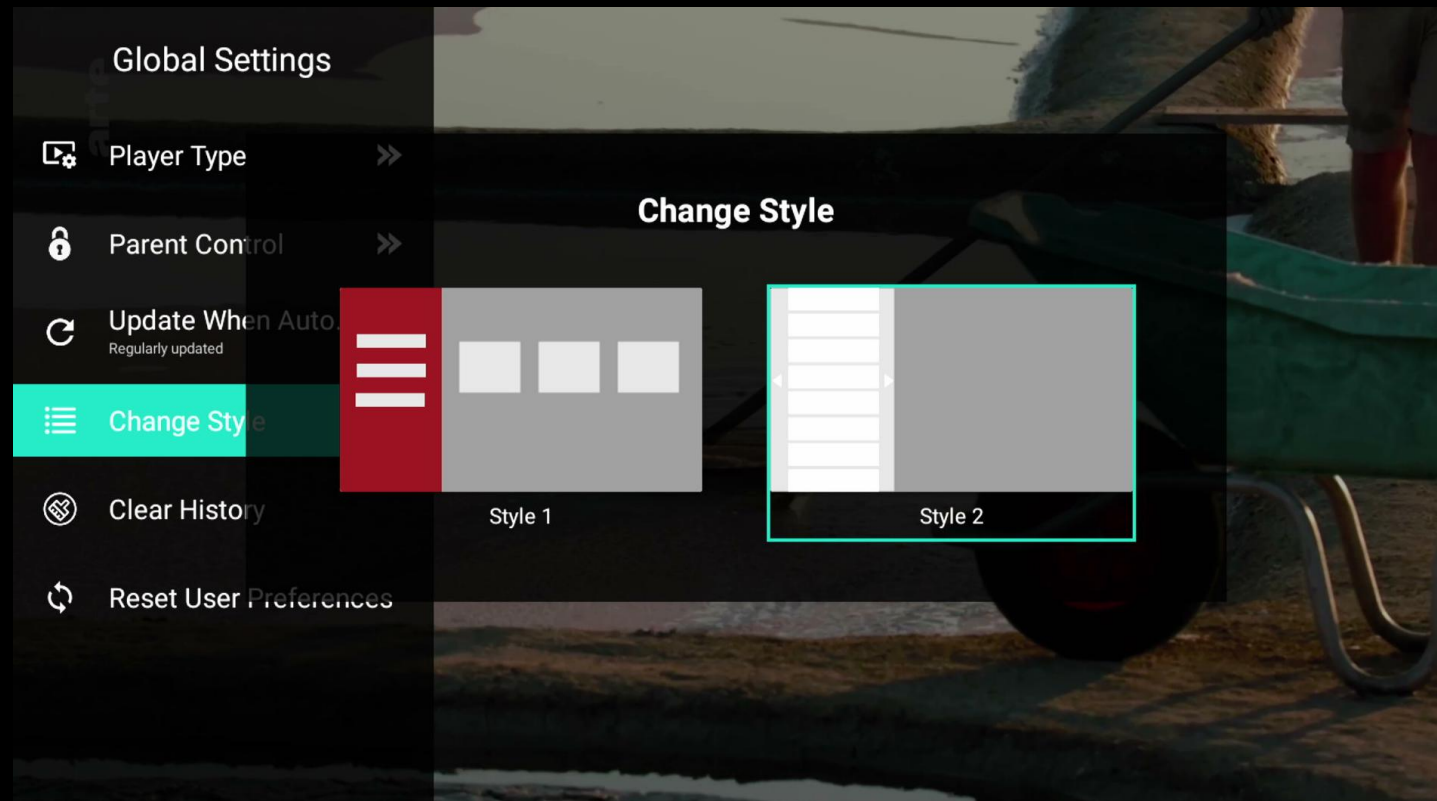 Global Settings
arte
Player Type
Parent Control
Update When Auto.
Regularly updated
Change Style
Clear History
Reset User Preferences
Change Style
Style 1
Style 2